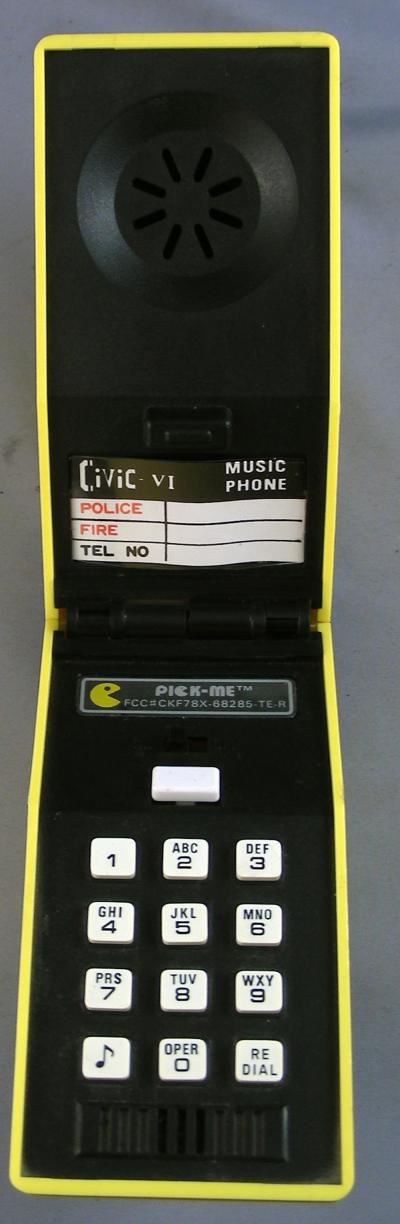 CiViC - VI MUSIC PHONE
POLICE
FIRE
TEL NO
PICK-ME™
FCC#CKF78X-68285-TE-R
1 ABC 2 DEF 3
GHI 4 JKL 5 MNO 6
PRS 7 TUV 8 WXY 9
♪ OPER 0 RE DIAL